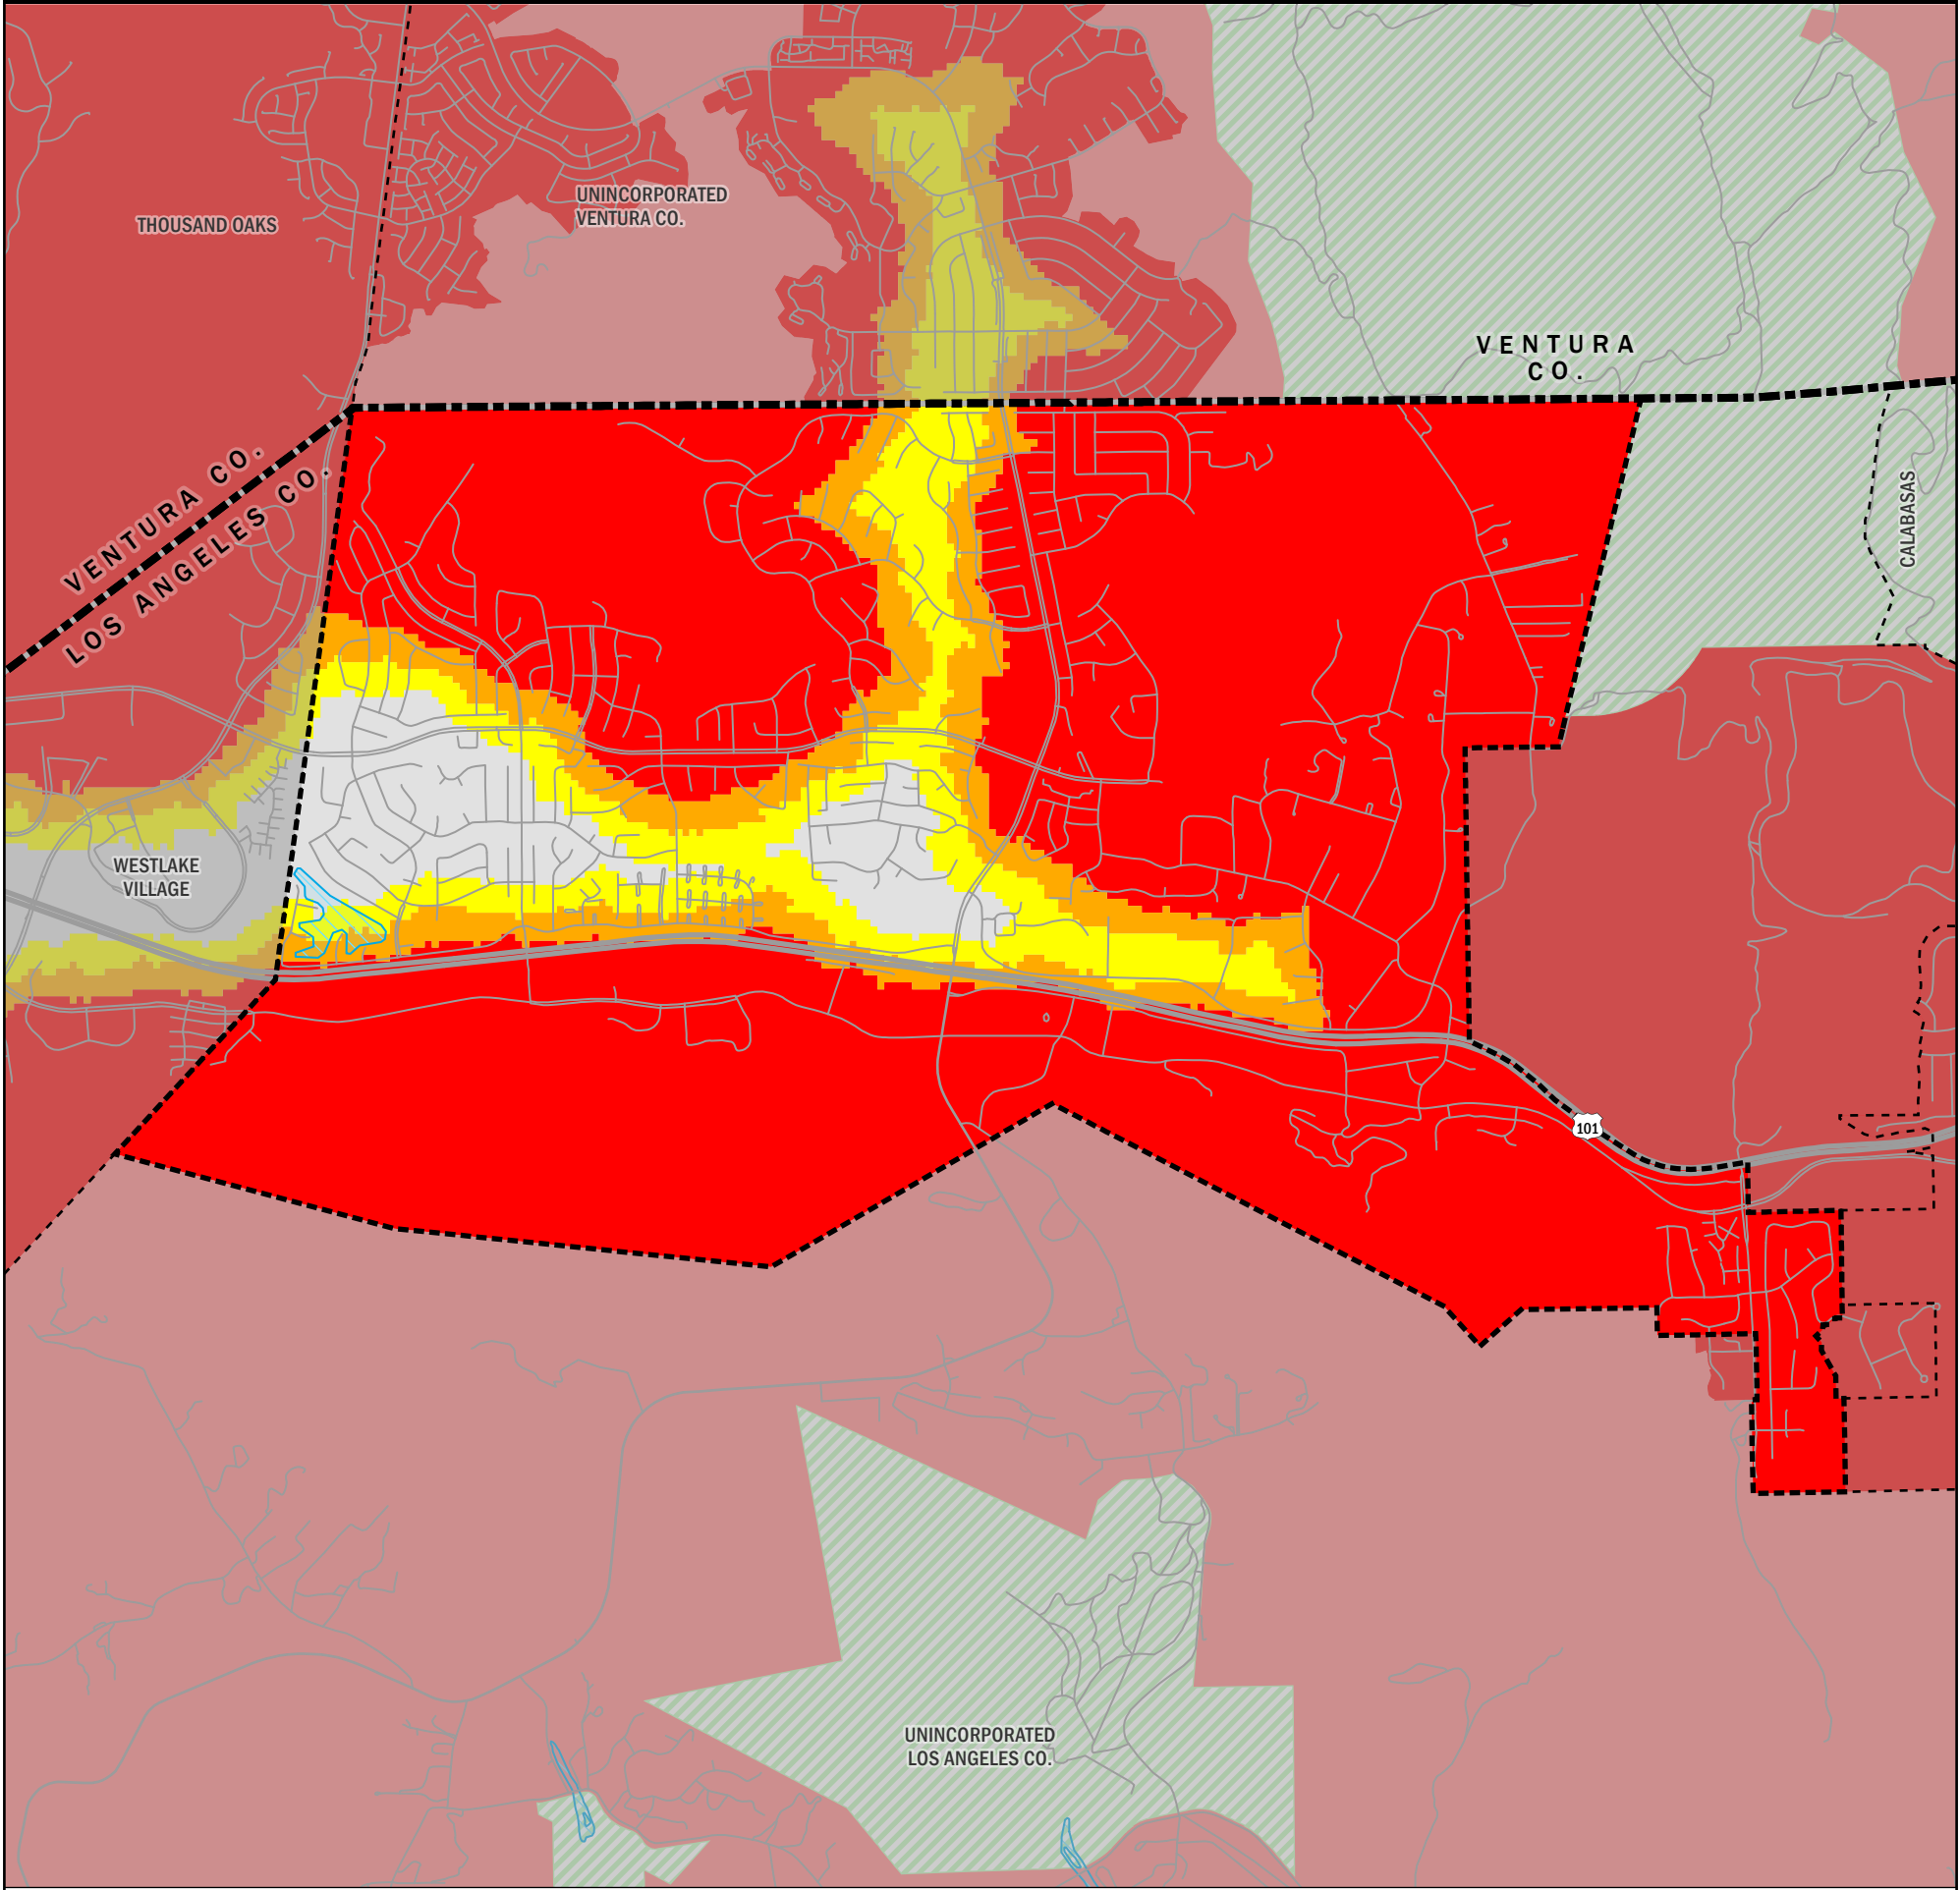 UNINCORPORATED
VENTURA CO.
THOUSAND OAKS
VENTURA
CO.
VENTURA CO.
LOS ANGELES CO.
CALABASAS
WESTLAKE
VILLAGE
101
UNINCORPORATED
LOS ANGELES CO.